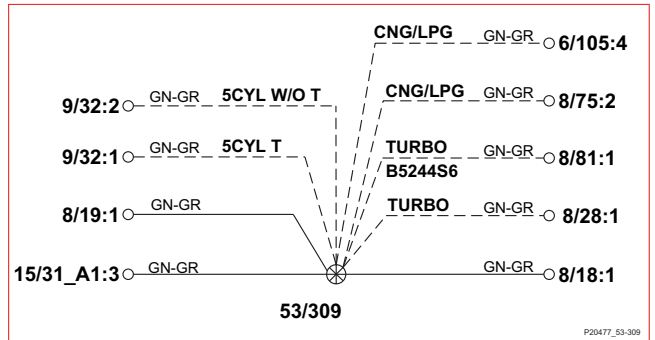 CNG/LPG GN-GR 6/105:4
9/32:2 GN-GR 5CYL W/O T CNG/LPG GN-GR 8/75:2
9/32:1 GN-GR 5CYL T TURBO GN-GR 8/81:1
B5244S6
8/19:1 GN-GR TURBO GN-GR 8/28:1
15/31_A1:3 GN-GR GN-GR 8/18:1
53/309
P20477_53-309